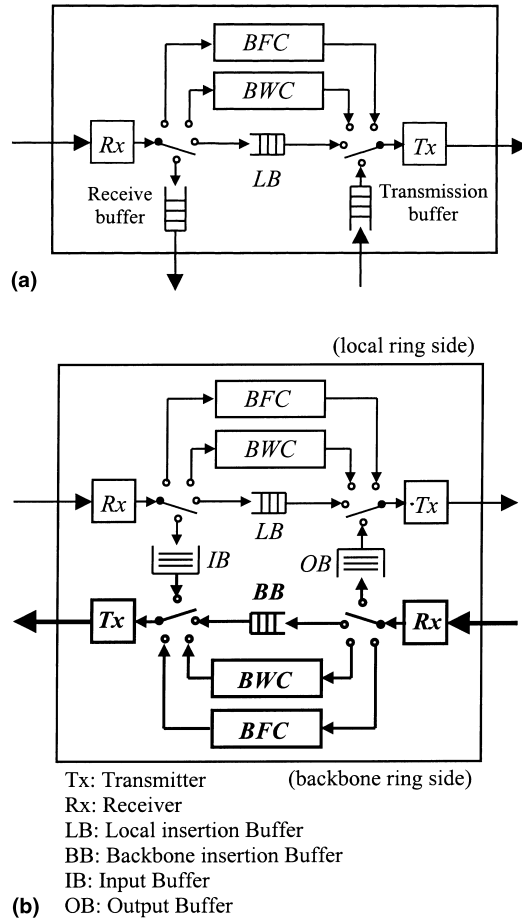 BFC
BWC
Rx
LB
Tx
Receive
buffer
Transmission
buffer
(a)
(local ring side)
BFC
BWC
Rx
LB
·Tx
IB
OB
BB
Tx
Rx
BWC
BFC
(backbone ring side)
Tx: Transmitter
Rx: Receiver
LB: Local insertion Buffer
BB: Backbone insertion Buffer
IB: Input Buffer
(b) OB: Output Buffer